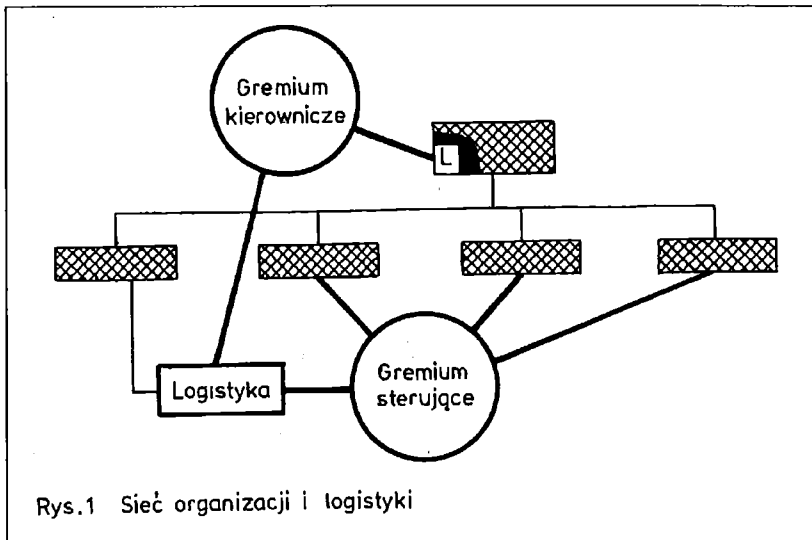 Gremium
kierownicze
L
Logistyka
Gremium
sterujące
Rys.1 Sieć organizacji i logistyki